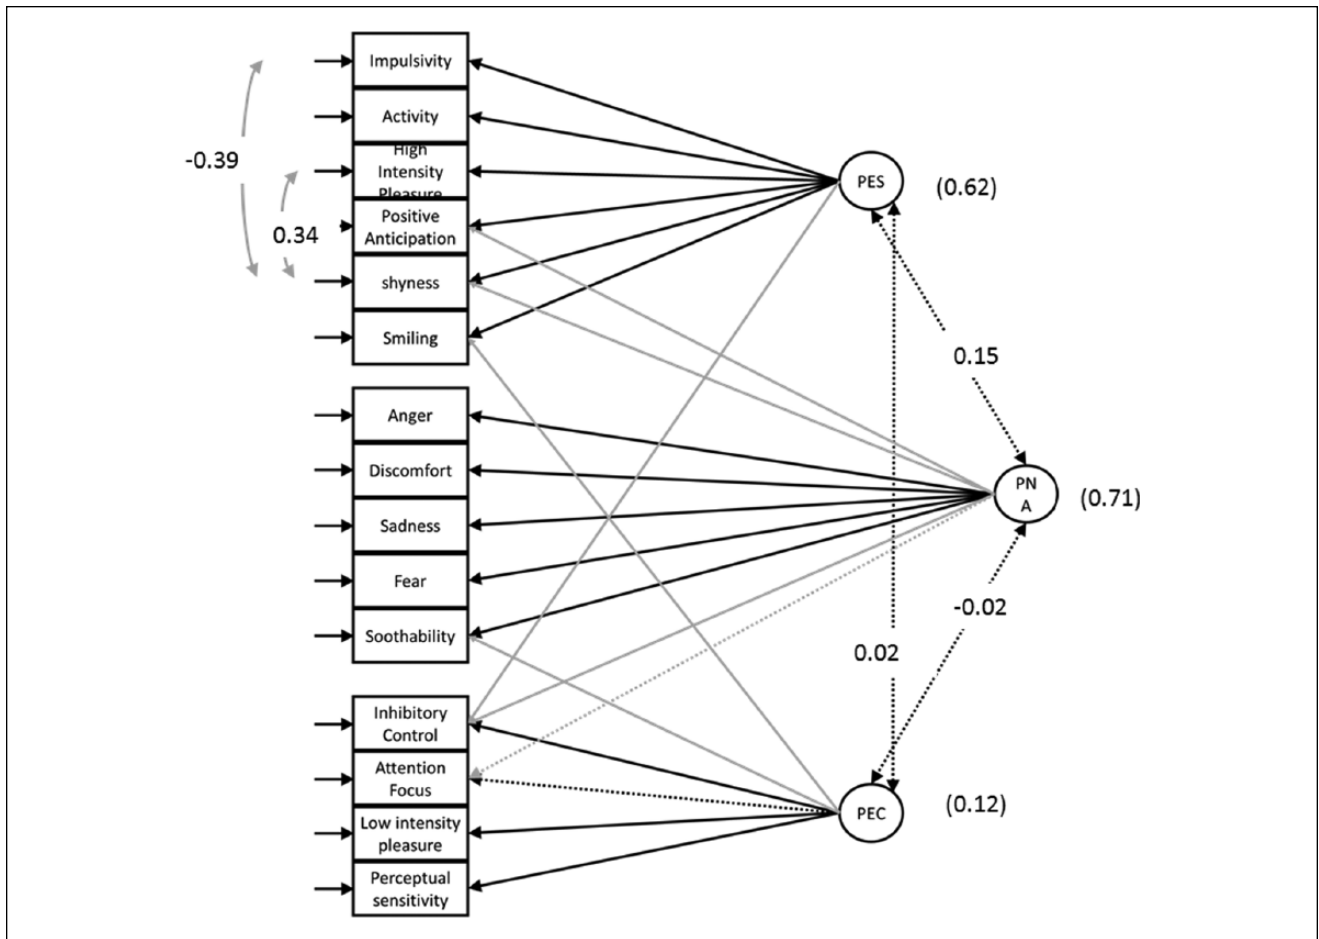 Impulsivity
Activity
High
Intensity
Pleasure
Positive
Anticipation
shyness
Smiling
-0.39
0.34
Anger
Discomfort
Sadness
Fear
Soothability
Inhibitory
Control
Attention
Focus
Low intensity
pleasure
Perceptual
sensitivity
PES
(0.62)
0.15
PN
A
(0.71)
-0.02
0.02
PEC
(0.12)